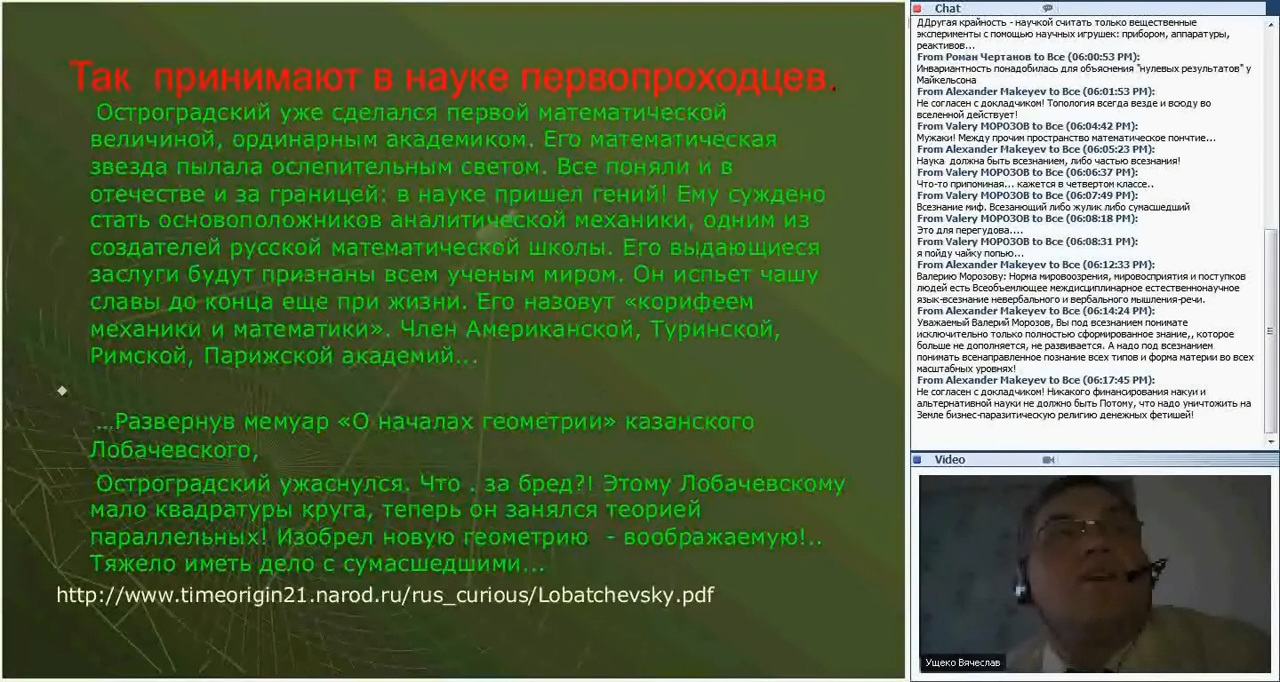 Так принимают в науке первопроходцев.
Остроградский уже сделался первой математической
величиной, ординарным академиком. Его математическая
звезда пылала ослепительным светом. Все поняли и в
отечестве и за границей: в науке пришел гений! Ему суждено
стать основоположников аналитической механики, одним из
создателей русской математической школы. Его выдающиеся
заслуги будут признаны всем ученым миром. Он испьет чашу
славы до конца еще при жизни. Его назовут «корифеем
механики и математики». Член Американской, Туринской,
Римской, Парижской академий...
...Развернув мемуар «О началах геометрии» казанского
Лобачевского,
Остроградский ужаснулся. Что . за бред?! Этому Лобачевскому
мало квадратуры круга, теперь он занялся теорией
параллельных! Изобрел новую геометрию - воображаемую!..
Тяжело иметь дело с сумасшедшими...
http://www.timeorigin21.narod.ru/rus_curious/Lobatchevsky.pdf
Chat
ДДругая крайность - научкой считать только вещественные
эксперименты с помощью научных игрушек: прибором, аппаратуры,
реактивов...
From Роман Чертанов to Все (06:00:53 PM):
Инвариантность понадобилась для объяснения "нулевых результатов" у
Майкельсона
From Alexander Makeyev to Все (06:01:53 PM):
Не согласен с докладчиком! Топология всегда везде и всюду во
вселенной действует!
From Valery МОРОЗОВ to Все (06:04:42 PM):
Мужаки! Между прочим пространство математическое пончтие...
From Alexander Makeyev to Все (06:05:23 PM):
Наука должна быть всезнанием, либо частью всезнания!
From Valery МОРОЗОВ to Все (06:06:37 PM):
Что-то припоминая... кажется в четвертом классе..
From Valery МОРОЗОВ to Все (06:07:49 PM):
Всезнание миф. Всезающий либо жулик либо сумасшедший
From Valery МОРОЗОВ to Все (06:08:18 PM):
Это для перегудова....
From Valery МОРОЗОВ to Все (06:08:31 PM):
я пойду чайку попью...
From Alexander Makeyev to Все (06:12:33 PM):
Валерию Морозову: Норма мировоозрения, мировосприятия и поступков
людей есть Всеобъемлющее междисциплинарное естественнонаучное
язык-всезнание невербального и вербального мышления-речи.
From Alexander Makeyev to Все (06:14:24 PM):
Уважаемый Валерий Морозов, Вы под всезнанием понимате
исключительно только полностью сформированное знание,, которое
больше не дополняется, не развивается. А надо под всезнанием
понимать всенаправленное познание всех типов и форма материи во всех
масштабных уровнях!
From Alexander Makeyev to Все (06:17:45 PM):
Не согласен с докладчиком! Никакого финансирования накуи и
альтернативной науки не должно быть Потому, что надо уничтожить на
Земле бизнес-паразитическую религию денежных фетишей!
Video
Ущеко Вячеслав